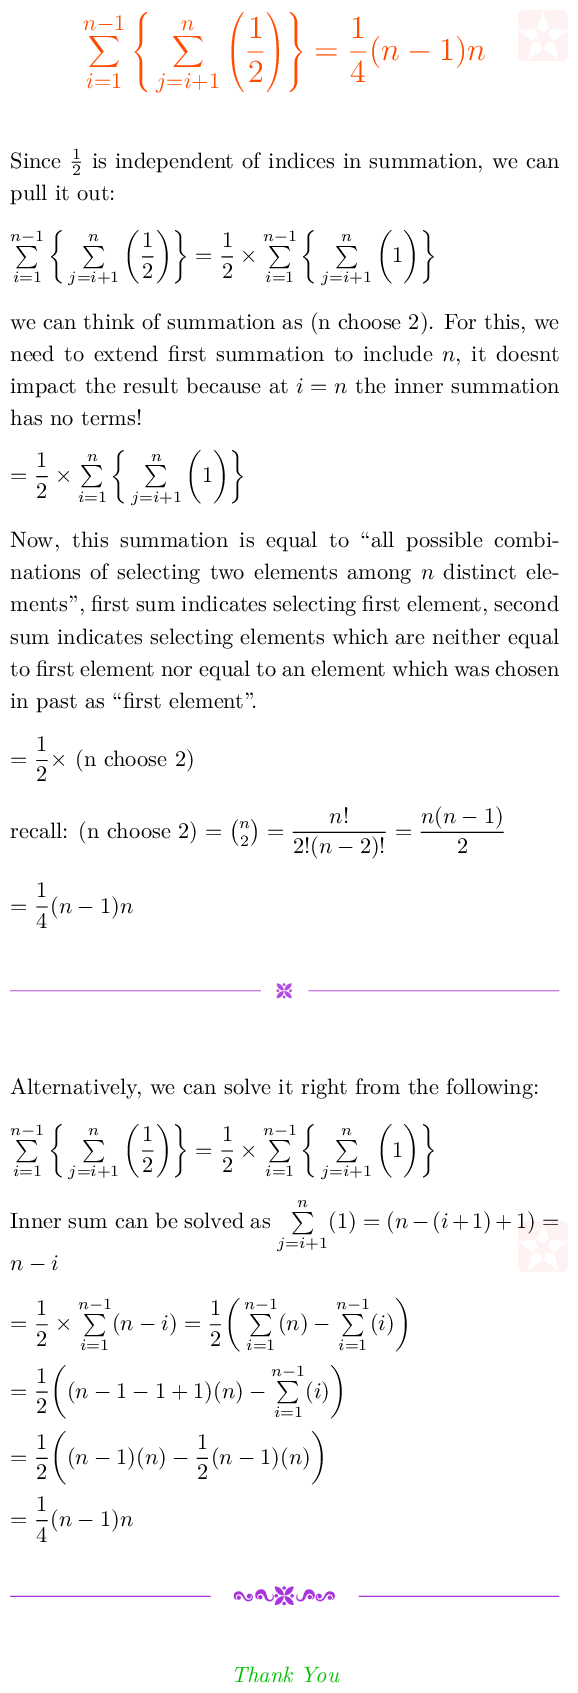 $\sum_{i=1}^{n-1} \left\{ \sum_{j=i+1}^{n} \left( \frac{1}{2} \right) \right\} = \frac{1}{4}(n-1)n$
Since $\frac{1}{2}$ is independent of indices in summation, we can
pull it out:
$\sum_{i=1}^{n-1} \left\{ \sum_{j=i+1}^{n} \left( \frac{1}{2} \right) \right\} = \frac{1}{2} \times \sum_{i=1}^{n-1} \left\{ \sum_{j=i+1}^{n} \left( 1 \right) \right\}$
we can think of summation as (n choose 2). For this, we
need to extend first summation to include $n$, it doesnt
impact the result because at $i = n$ the inner summation
has no terms!
$= \frac{1}{2} \times \sum_{i=1}^{n} \left\{ \sum_{j=i+1}^{n} \left( 1 \right) \right\}$
Now, this summation is equal to “all possible combi-
nations of selecting two elements among $n$ distinct ele-
ments”, first sum indicates selecting first element, second
sum indicates selecting elements which are neither equal
to first element nor equal to an element which was chosen
in past as “first element”.
$= \frac{1}{2} \times$ (n choose 2)
recall: (n choose 2) $= \binom{n}{2} = \frac{n!}{2!(n-2)!} = \frac{n(n-1)}{2}$
$= \frac{1}{4}(n-1)n$
Alternatively, we can solve it right from the following:
$\sum_{i=1}^{n-1} \left\{ \sum_{j=i+1}^{n} \left( \frac{1}{2} \right) \right\} = \frac{1}{2} \times \sum_{i=1}^{n-1} \left\{ \sum_{j=i+1}^{n} \left( 1 \right) \right\}$
Inner sum can be solved as $\sum_{j=i+1}^{n} (1) = (n-(i+1)+1) =$
$n - i$
$= \frac{1}{2} \times \sum_{i=1}^{n-1} (n-i) = \frac{1}{2} \left( \sum_{i=1}^{n-1} (n) - \sum_{i=1}^{n-1} (i) \right)$
$= \frac{1}{2} \left( (n-1-1+1)(n) - \sum_{i=1}^{n-1} (i) \right)$
$= \frac{1}{2} \left( (n-1)(n) - \frac{1}{2}(n-1)(n) \right)$
$= \frac{1}{4}(n-1)n$
Thank You